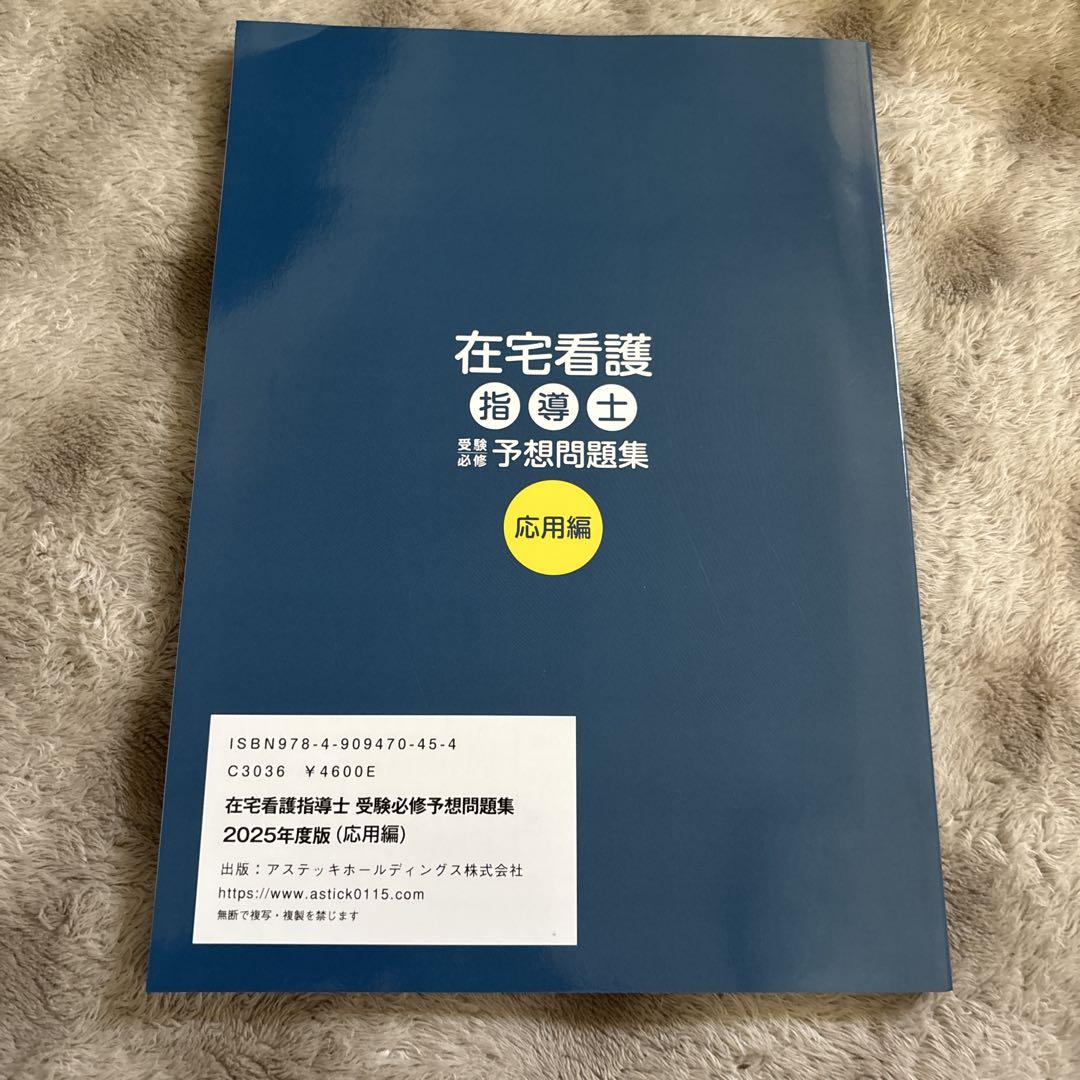 在宅看護
指導士
受験
必修 予想問題集
応用編
ISBN978-4-909470-45-4
C3036 ¥4600E
在宅看護指導士 受験必修予想問題集
2025年度版(応用編)
出版:アステッキホールディングス株式会社
https://www.astick0115.com
無断で複写・複製を禁じます